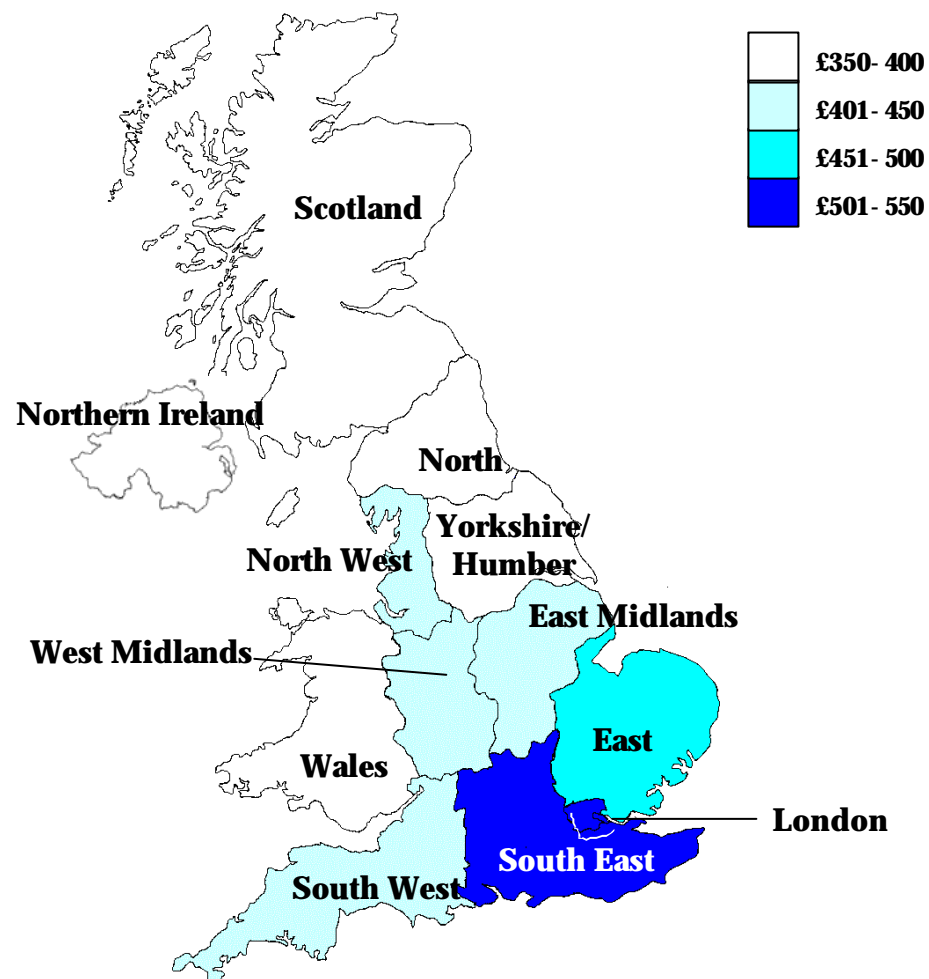 £350- 400
£401- 450
£451- 500
£501- 550
Scotland
Northern Ireland
North
Yorkshire/
Humber
North West
East Midlands
West Midlands
East
Wales
London
South East
South West